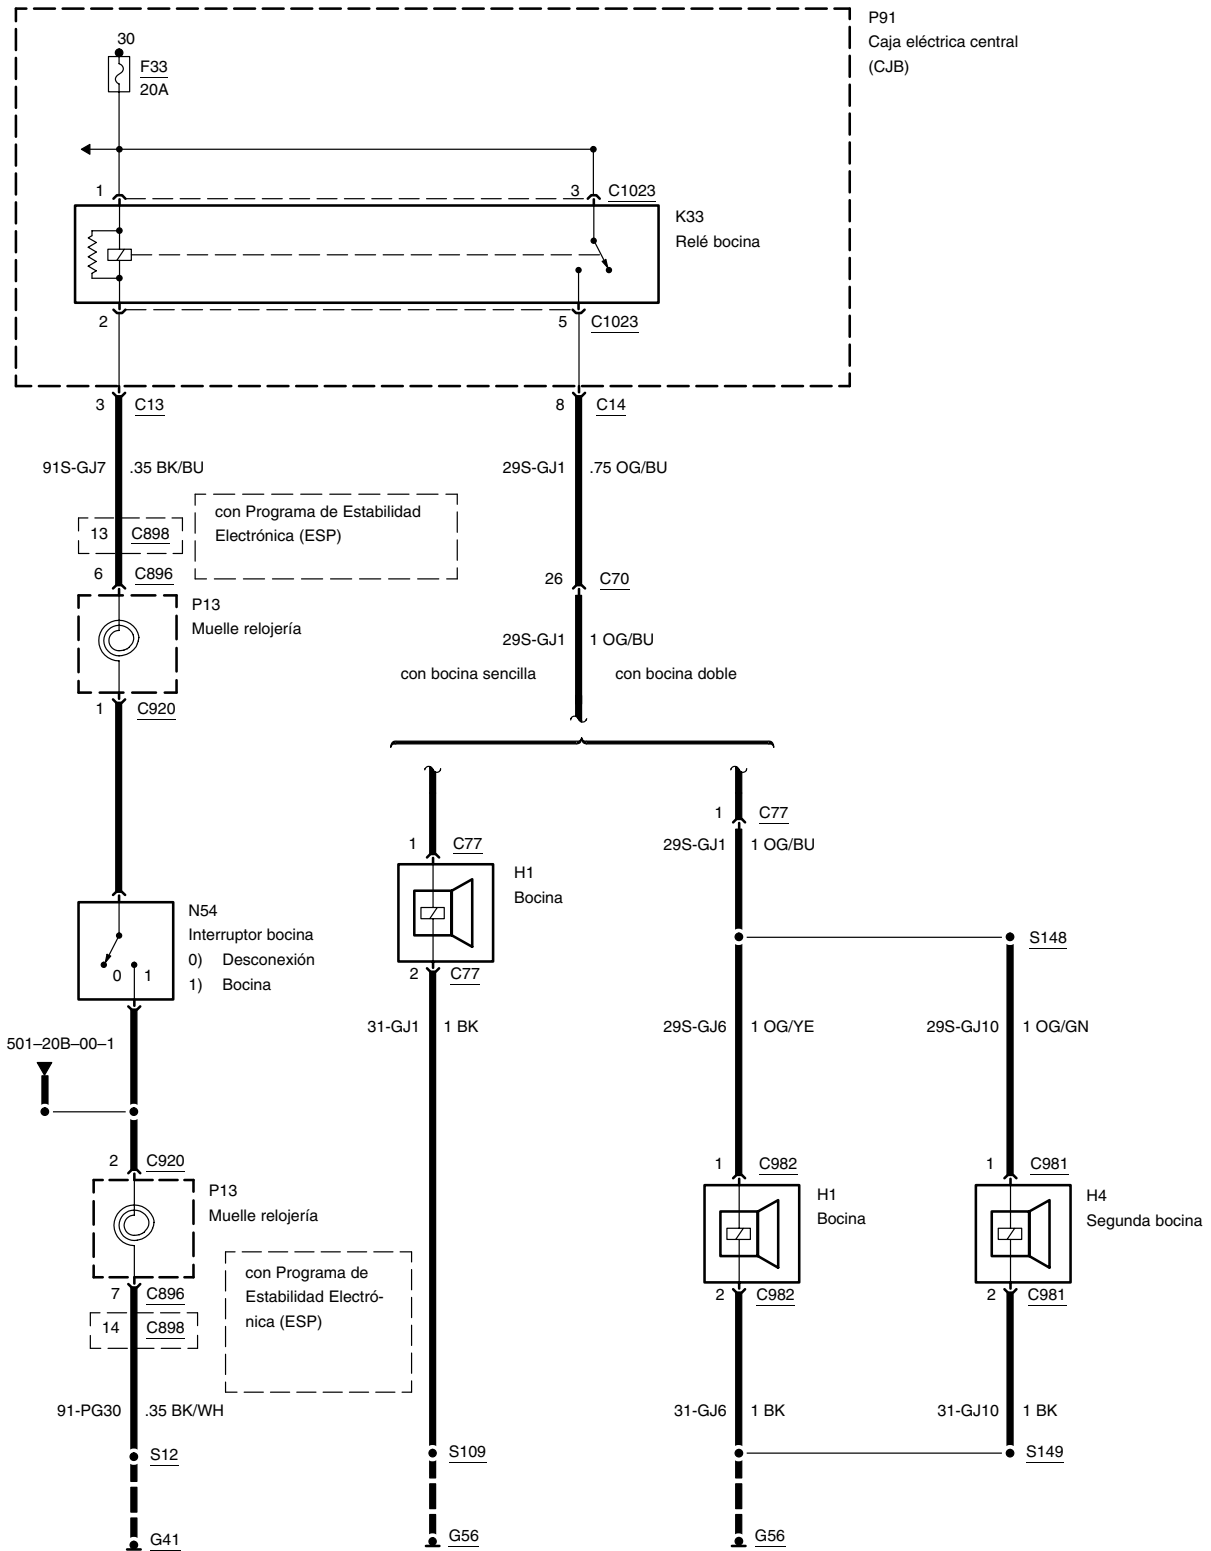 P91
Caja eléctrica central
(CJB)
30
F33
20A
1
3 C1023
K33
Relé bocina
2
5 C1023
3 C13
8 C14
91S-GJ7 .35 BK/BU
29S-GJ1 .75 OG/BU
con Programa de Estabilidad
Electrónica (ESP)
13 C898
6 C896
26 C70
P13
Muelle relojería
29S-GJ1 1 OG/BU
con bocina sencilla
con bocina doble
1 C920
1 C77
1 C77
29S-GJ1 1 OG/BU
H1
Bocina
N54
Interruptor bocina
0) Desconexión
1) Bocina
0 1
S148
2 C77
31-GJ1 1 BK
29S-GJ6 1 OG/YE
29S-GJ10 1 OG/GN
501–20B–00–1
2 C920
1 C982
1 C981
P13
Muelle relojería
H1
Bocina
H4
Segunda bocina
con Programa de
Estabilidad Electró-
nica (ESP)
7 C896
2 C982
2 C981
14 C898
91-PG30 .35 BK/WH
31-GJ6 1 BK
31-GJ10 1 BK
S12
S109
S149
G41
G56
G56